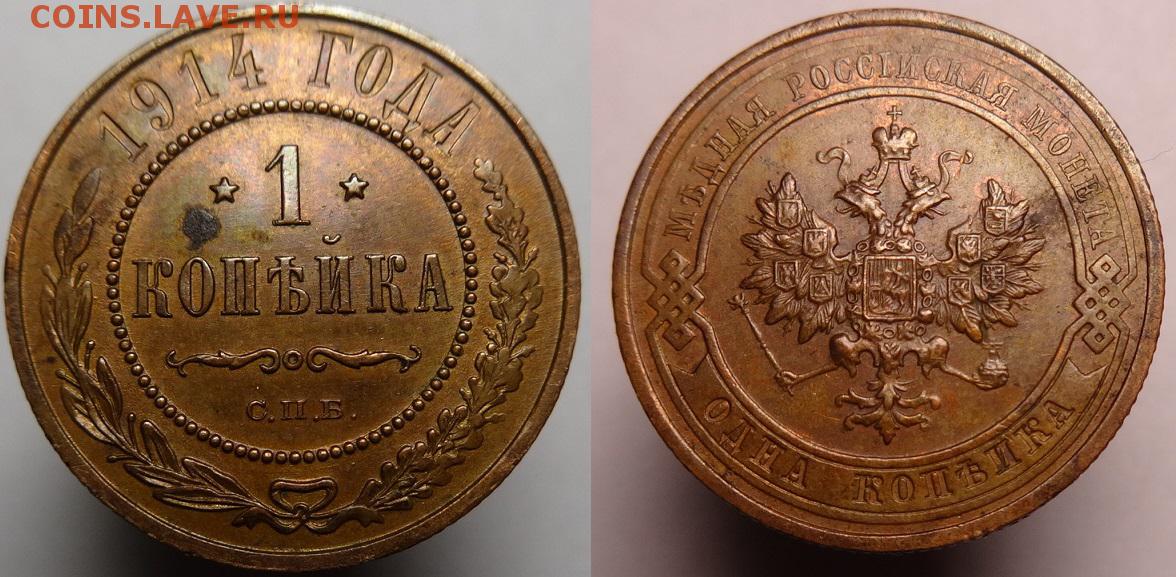 COINS.LAVE.RU
1914 ГОДА
* 1 *
КОПѢЙКА
С.П.Б.
МѢДНАЯ РОССІЙСКАЯ МОНЕТА
ОДНА КОПѢЙКА